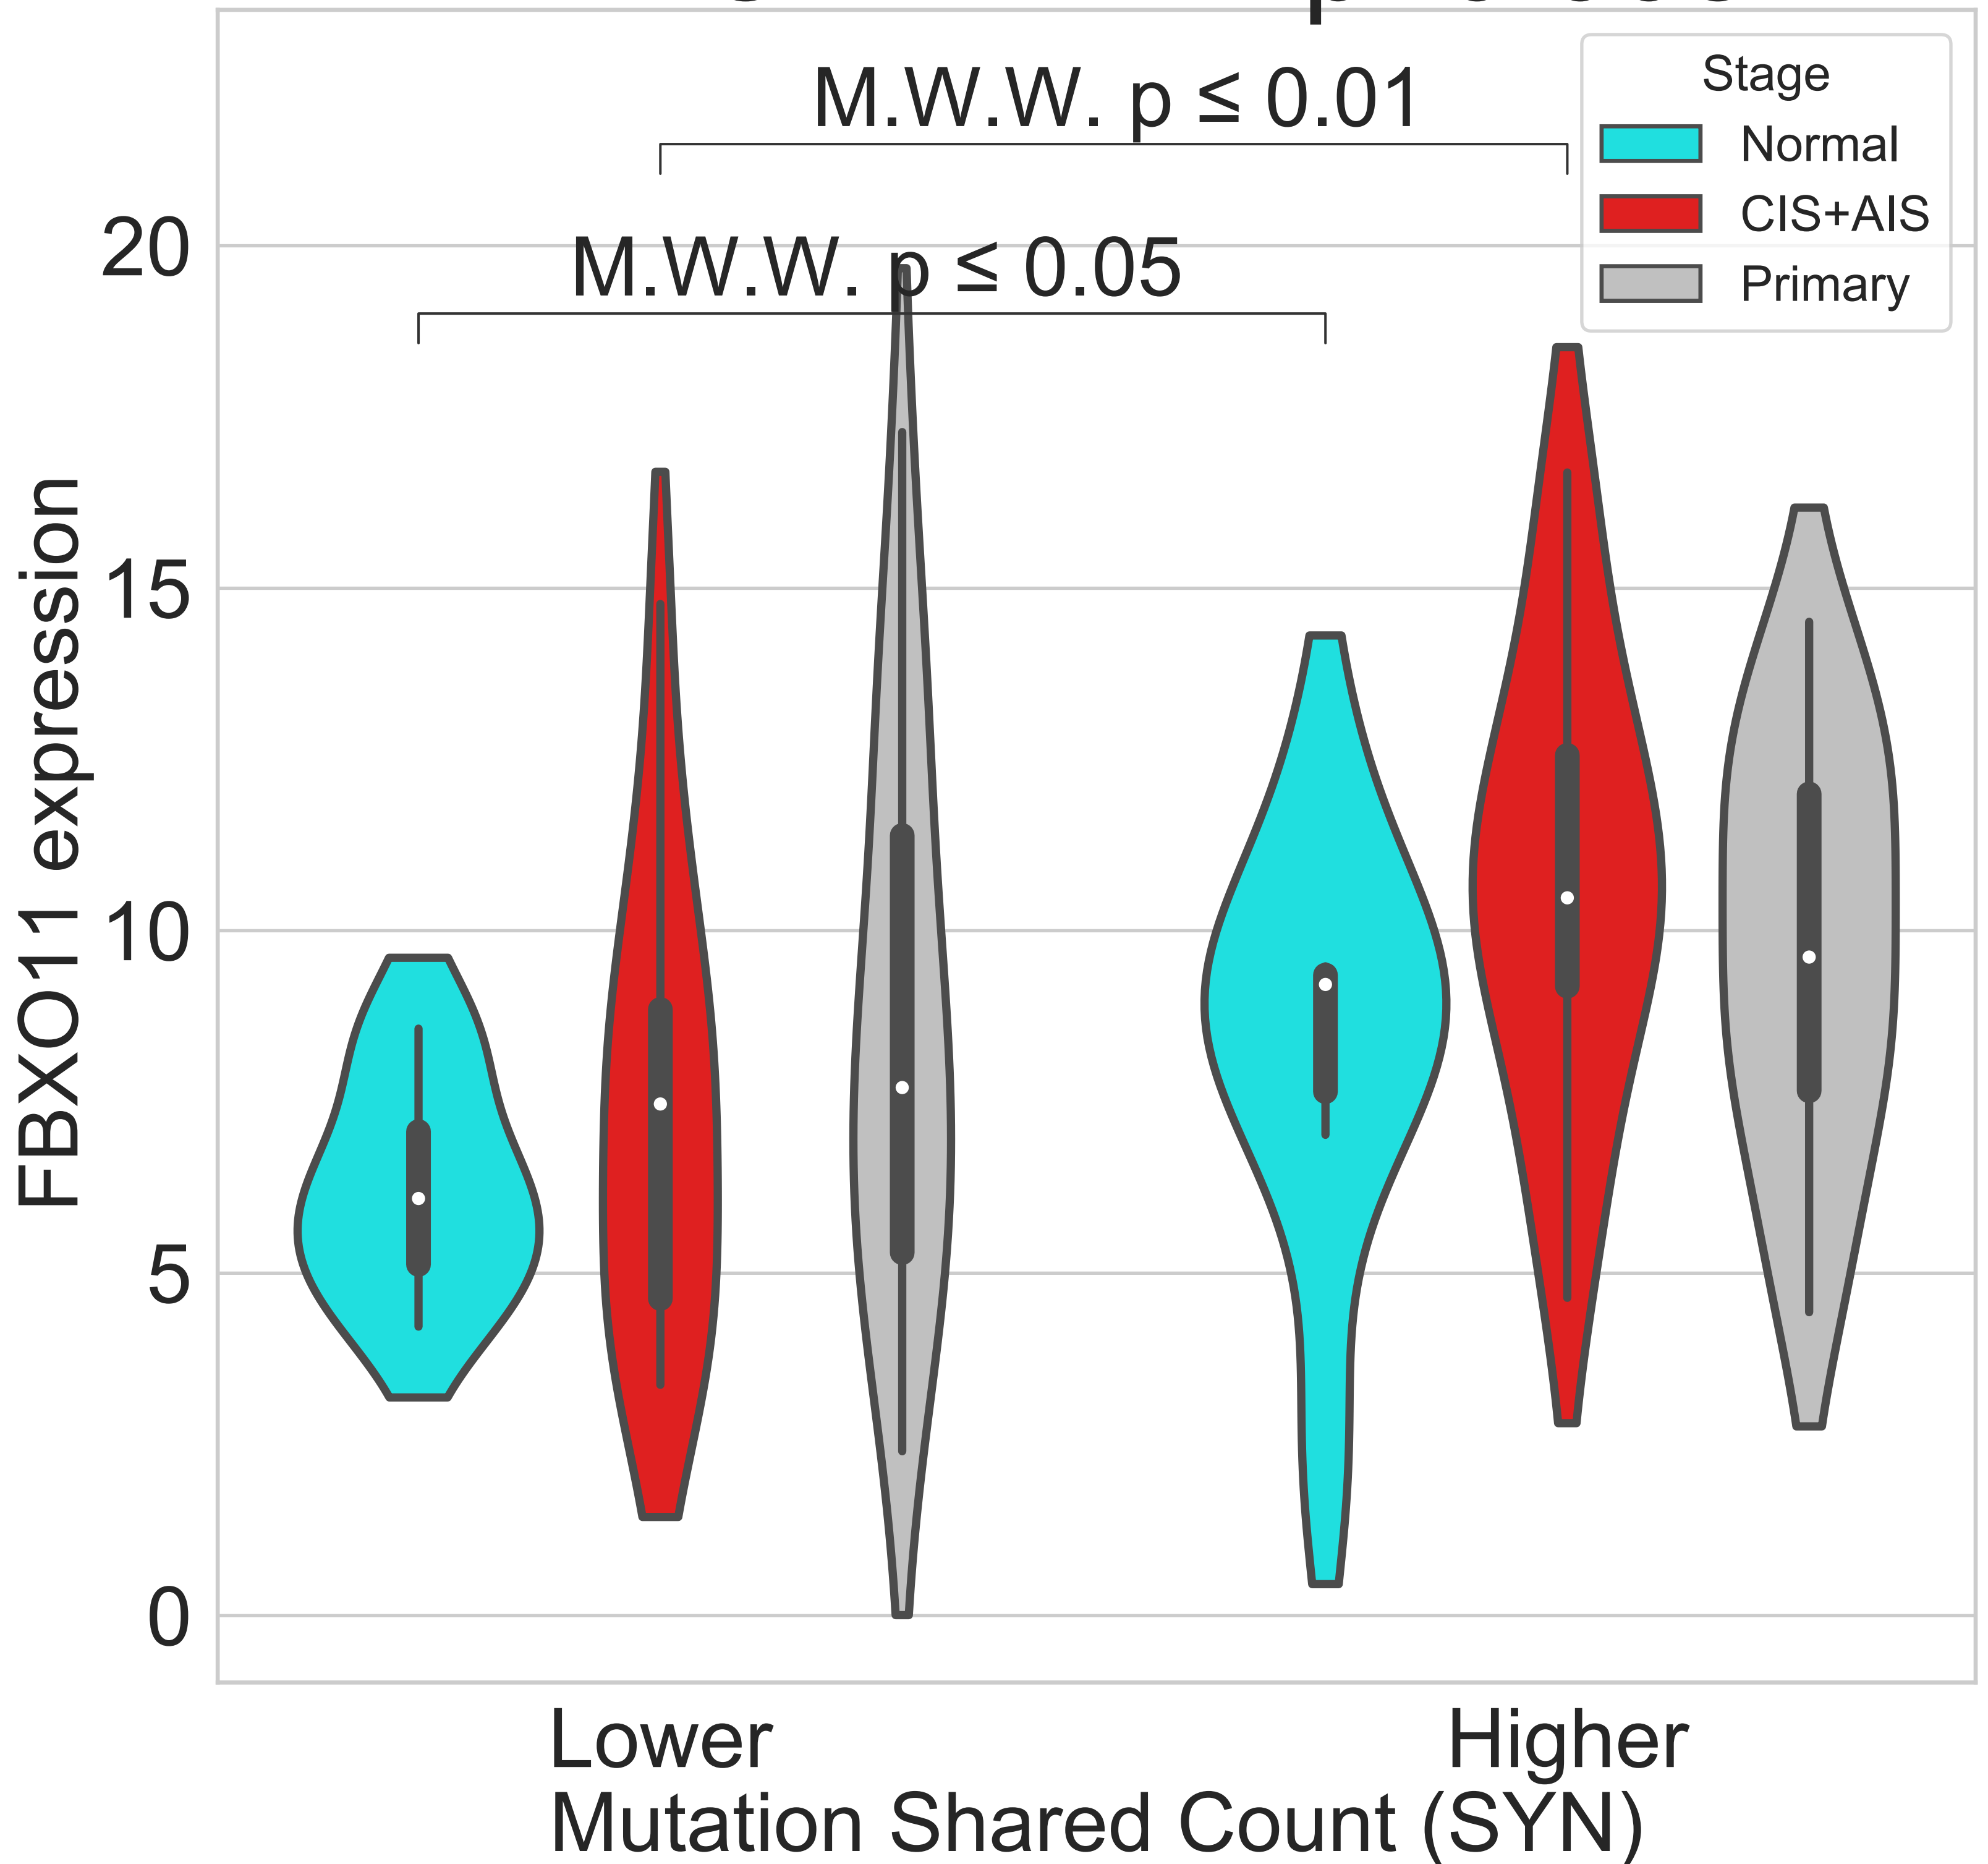 M.W.W. p ≤ 0.01
M.W.W. p ≤ 0.05
Stage
Normal
CIS+AIS
Primary
FBXO11 expression
20
15
10
5
0
Lower
Higher
Mutation Shared Count (SYN)